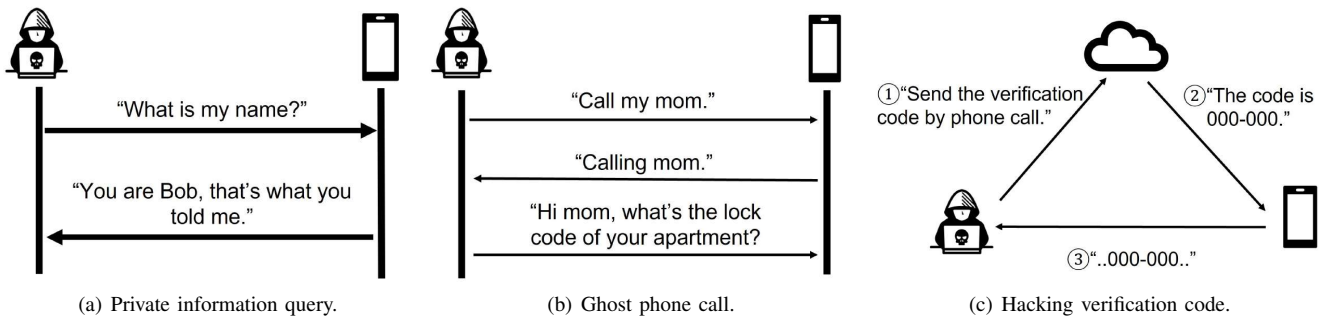 “What is my name?”
“You are Bob, that’s what you
told me.”
(a) Private information query.
“Call my mom.”
“Calling mom.”
“Hi mom, what’s the lock
code of your apartment?
(b) Ghost phone call.
①“Send the verification
code by phone call.”
②“The code is
000-000.”
③“..000-000..”
(c) Hacking verification code.